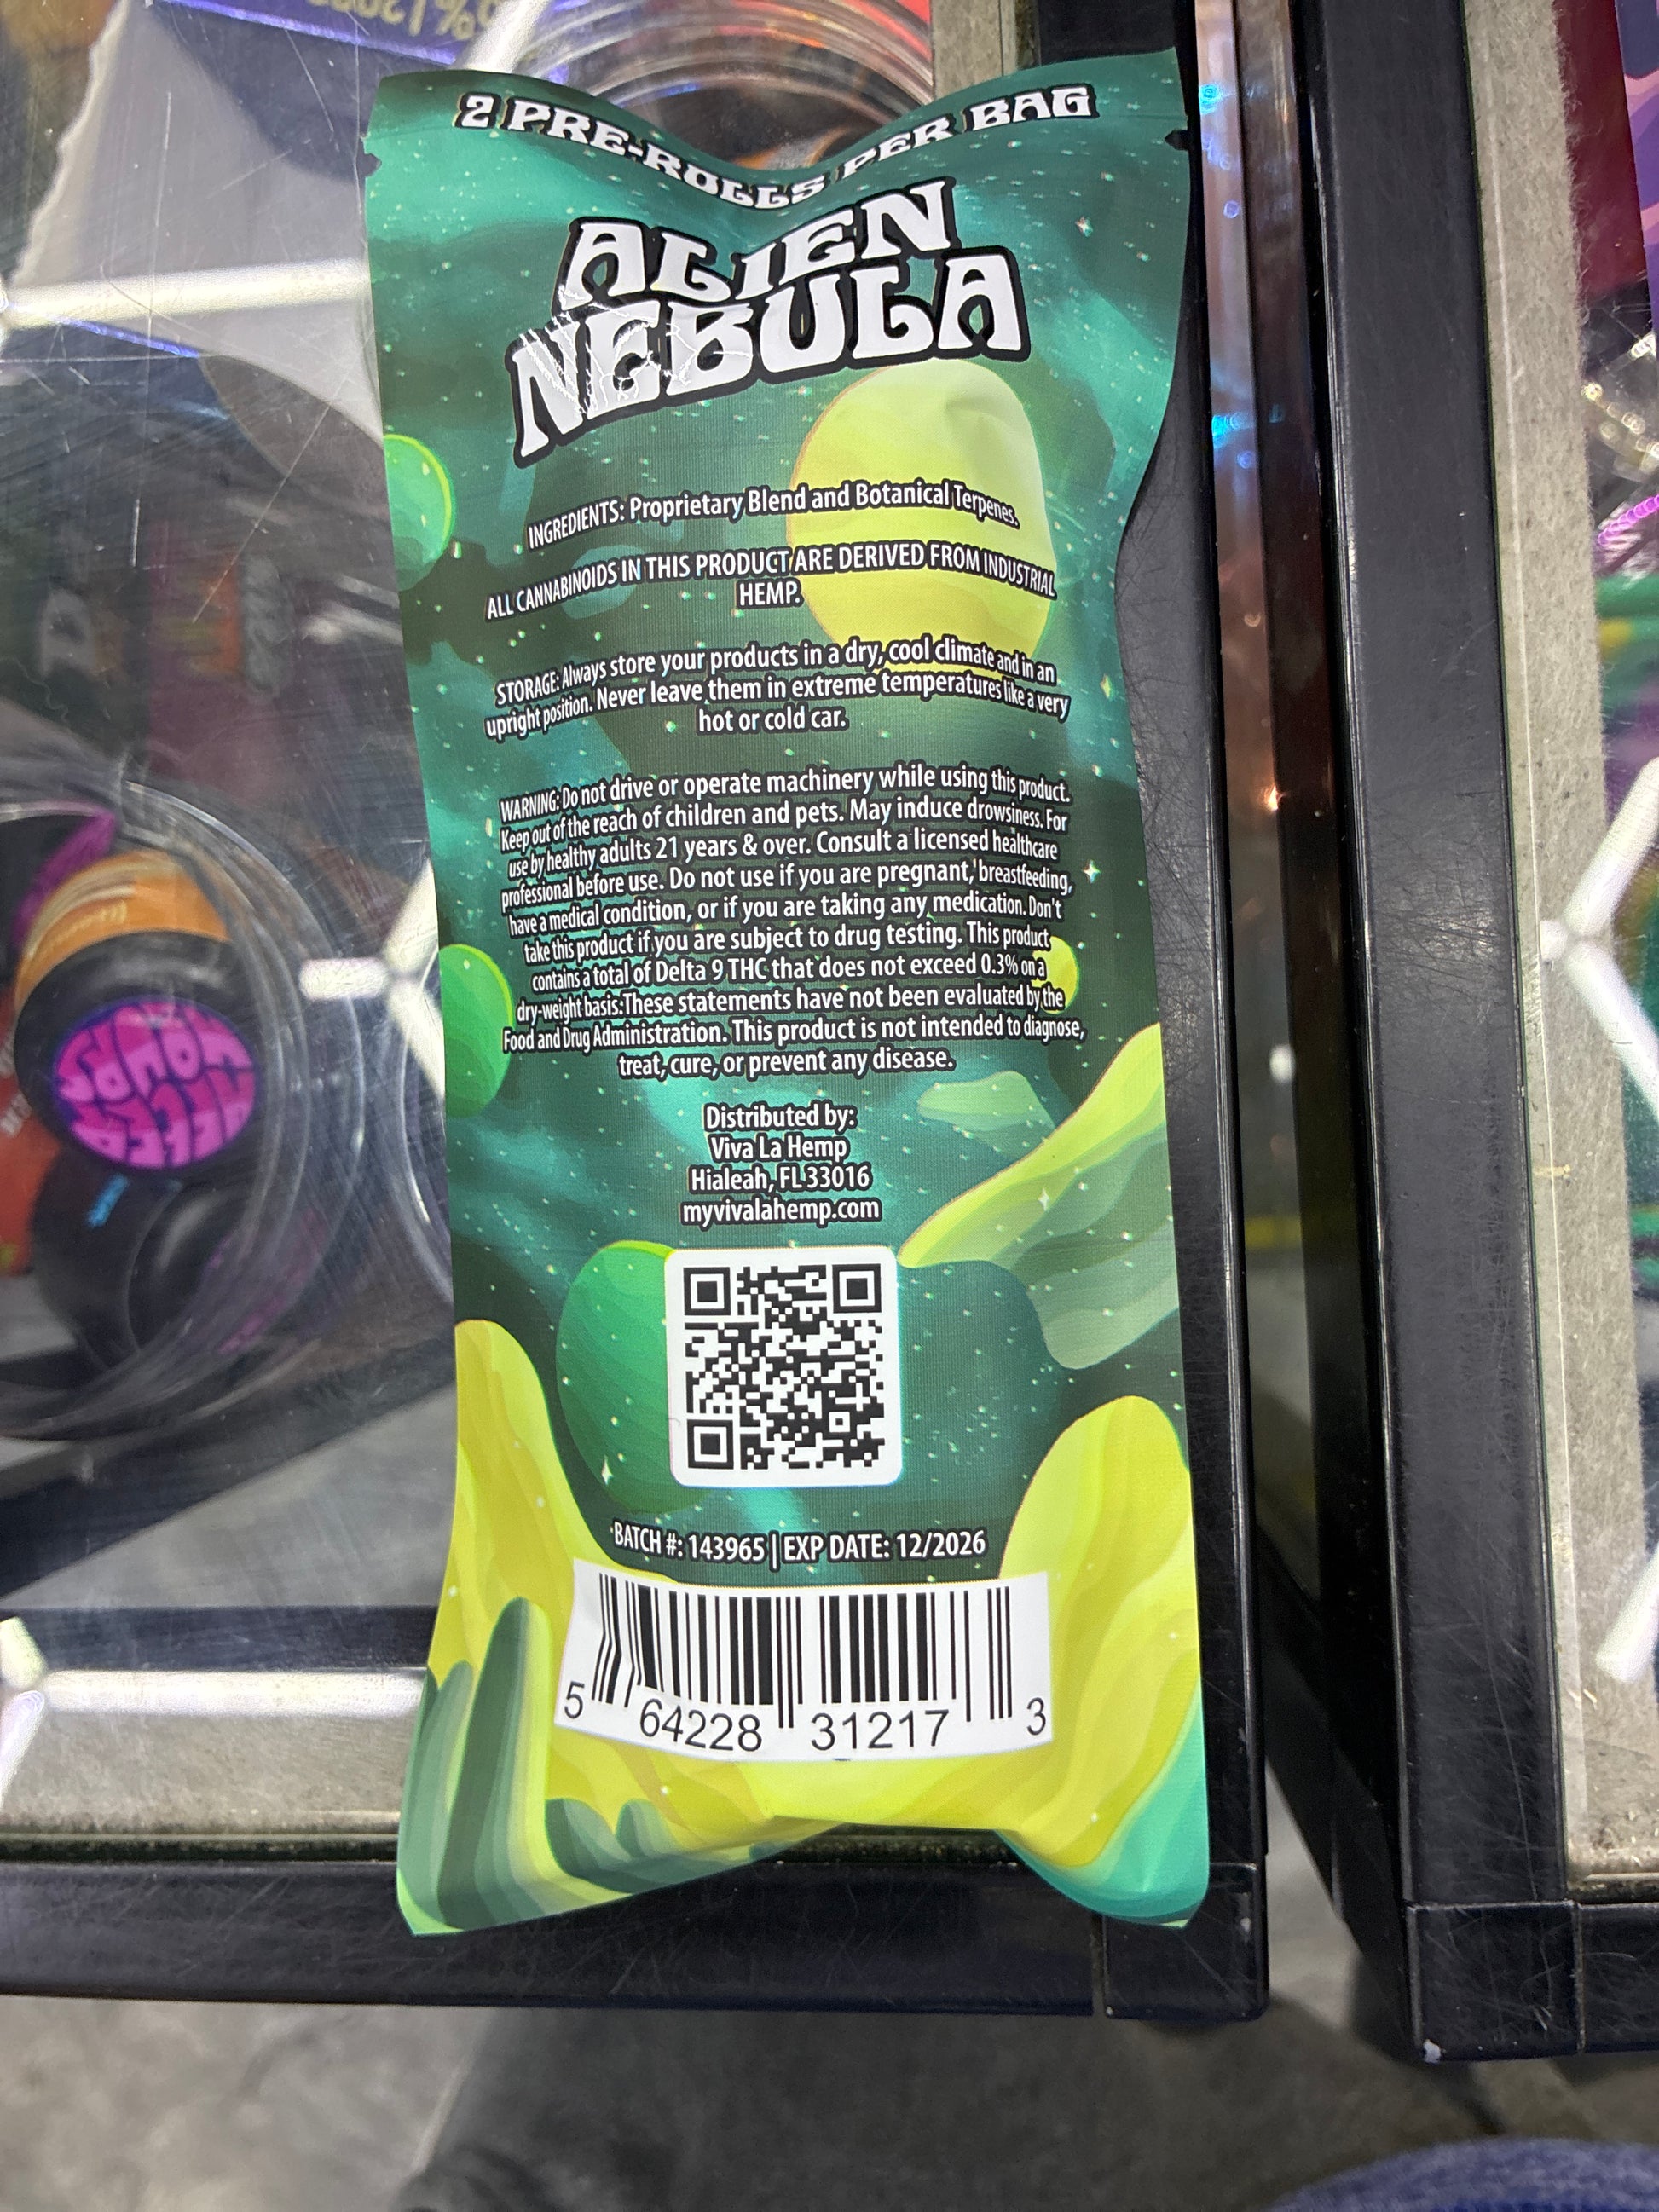 2 PRE-ROLLS PER BAG
ALIEN
NEBULA
INGREDIENTS: Proprietary Blend and Botanical Terpenes.
ALL CANNABINOIDS IN THIS PRODUCT ARE DERIVED FROM INDUSTRIAL
HEMP.
STORAGE: Always store your products in a dry, cool climate and in an
upright position. Never leave them in extreme temperatures like a very
hot or cold car.
WARNING: Do not drive or operate machinery while using this product.
Keep out of the reach of children and pets. May induce drowsiness. For
use by healthy adults 21 years & over. Consult a licensed healthcare
professional before use. Do not use if you are pregnant, breastfeeding,
have a medical condition, or if you are taking any medication. Don't
take this product if you are subject to drug testing. This product
contains a total of Delta 9 THC that does not exceed 0.3% on a
dry-weight basis. These statements have not been evaluated by the
Food and Drug Administration. This product is not intended to diagnose,
treat, cure, or prevent any disease.
Distributed by:
Viva La Hemp
Hialeah, FL 33016
myvivalahemp.com
BATCH #: 143965 | EXP DATE: 12/2026
5 64228 31217 3